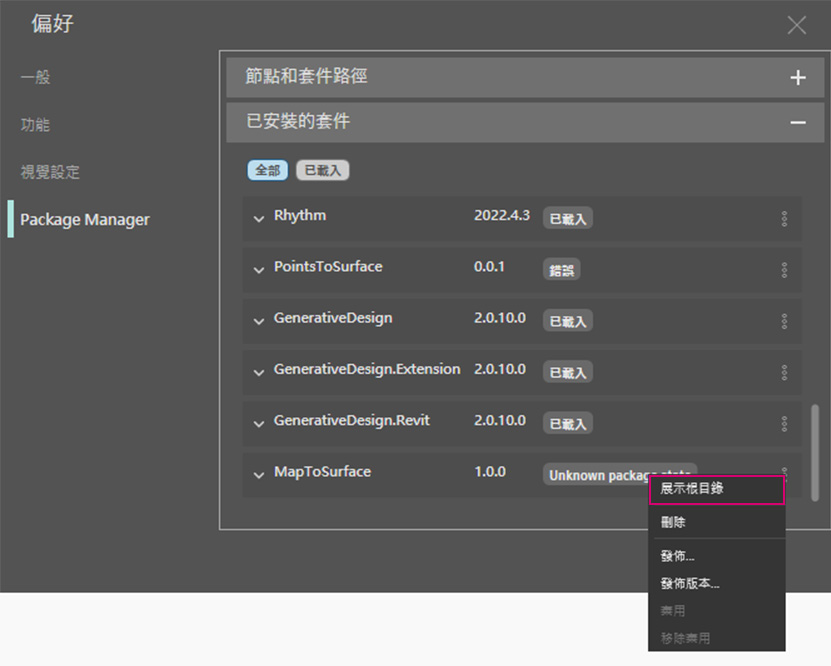 偏好
一般
功能
視覺設定
Package Manager
節點和套件路徑
已安裝的套件
全部 已載入
Rhythm 2022.4.3 已載入
PointsToSurface 0.0.1 錯誤
GenerativeDesign 2.0.10.0 已載入
GenerativeDesign.Extension 2.0.10.0 已載入
GenerativeDesign.Revit 2.0.10.0 已載入
MapToSurface 1.0.0 Unknown package state
展示根目錄
刪除
發佈...
發佈版本...
棄用
移除棄用